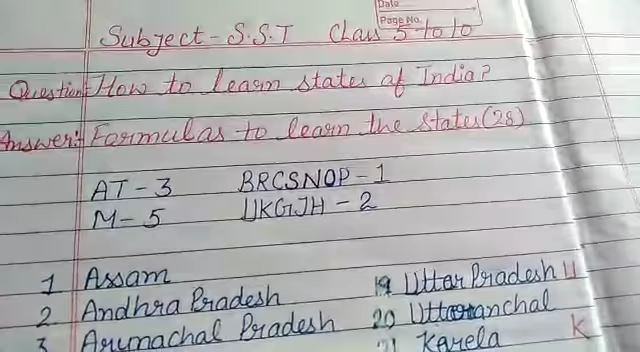 Date
Page No.
Subject - S.S.T Class 5 to 10
Question:- How to learn states of India?
Answer:- Formulas to learn the states (28)
AT - 3 BRCSNOP - 1
M - 5 UKGJH - 2
1 Assam
2 Andhra Pradesh
3 Arunachal Pradesh
19 Uttar Pradesh U
20 Uttaranchal
21 Karela K